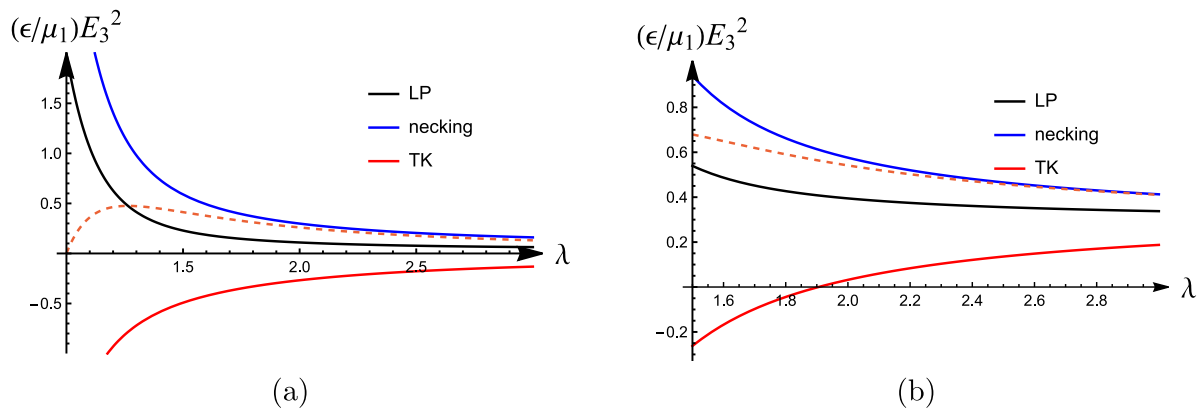 (ϵ/μ₁)E₃²
1.5
1.0
0.5
−0.5
1.5
2.0
2.5
λ
LP
necking
TK
(a)
(ϵ/μ₁)E₃²
0.8
0.6
0.4
0.2
−0.2
1.6
1.8
2.0
2.2
2.4
2.6
2.8
λ
LP
necking
TK
(b)